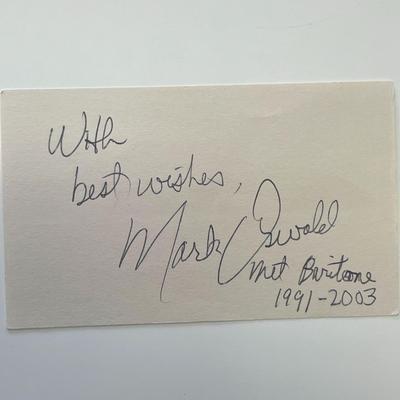 With
best wishes,
Mark Oswald
Met Baritone
1991-2003